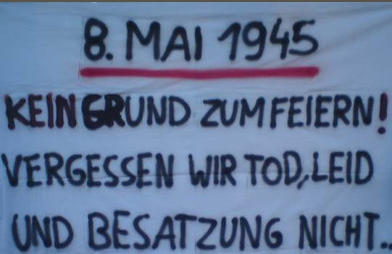 8. MAI 1945
KEIN GRUND ZUM FEIERN!
VERGESSEN WIR TOD, LEID
UND BESATZUNG NICHT..